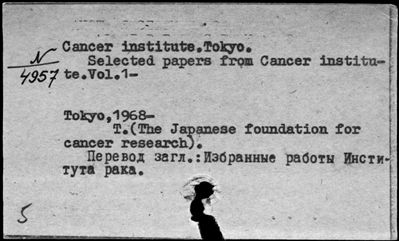 N
4957
Cancer institute.Tokyo.
Selected papers from Cancer institu-
te.Vol.1-
Tokyo,1968-
T.(The Japanese foundation for
cancer research).
Перевод загл.:Избранные работы Инсти-
тута рака.
5